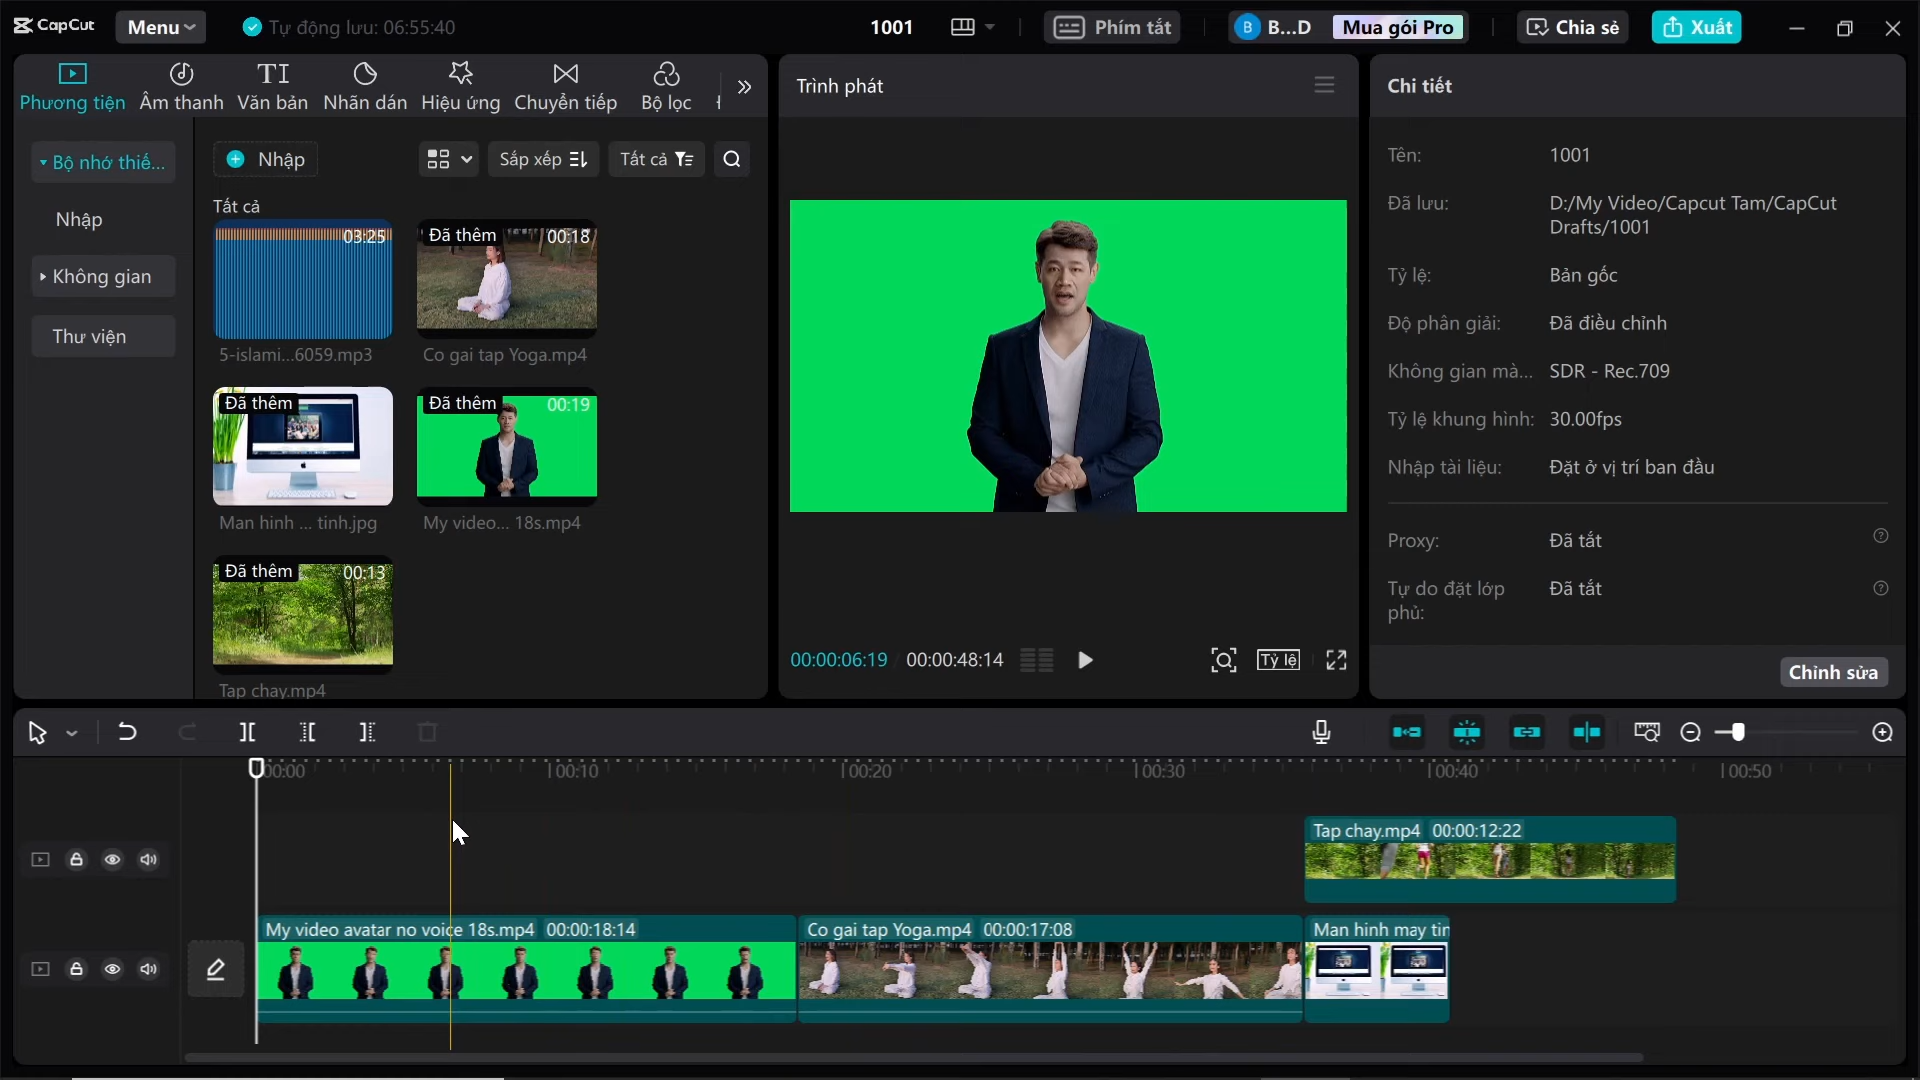 CapCut
Menu
Tự động lưu: 06:55:40
1001
Phím tắt
B
B...D
Mua gói Pro
Chia sẻ
Xuất
Phương tiện
Âm thanh
Văn bản
Nhãn dán
Hiệu ứng
Chuyển tiếp
Bộ lọc
Bộ nhớ thiế...
Nhập
Không gian
Thư viện
Nhập
Sắp xếp
Tất cả
Tất cả
03:25
5-islami...6059.mp3
Đã thêm
00:18
Co gai tap Yoga.mp4
Đã thêm
Man hinh ... tinh.jpg
Đã thêm
00:19
My video... 18s.mp4
Đã thêm
00:13
Tap chay.mp4
Trình phát
00:00:06:19
00:00:48:14
Tỷ lệ
Chi tiết
Tên: 1001
Đã lưu: D:/My Video/Capcut Tam/CapCut
Drafts/1001
Tỷ lệ: Bản gốc
Độ phân giải: Đã điều chỉnh
Không gian mà... SDR - Rec.709
Tỷ lệ khung hình: 30.00fps
Nhập tài liệu: Đặt ở vị trí ban đầu
Proxy: Đã tắt
Tự do đặt lớp Đã tắt
phủ:
Chỉnh sửa
00:00
00:10
00:20
00:30
00:40
00:50
Tap chay.mp4 00:00:12:22
My video avatar no voice 18s.mp4 00:00:18:14
Co gai tap Yoga.mp4 00:00:17:08
Man hinh may tin